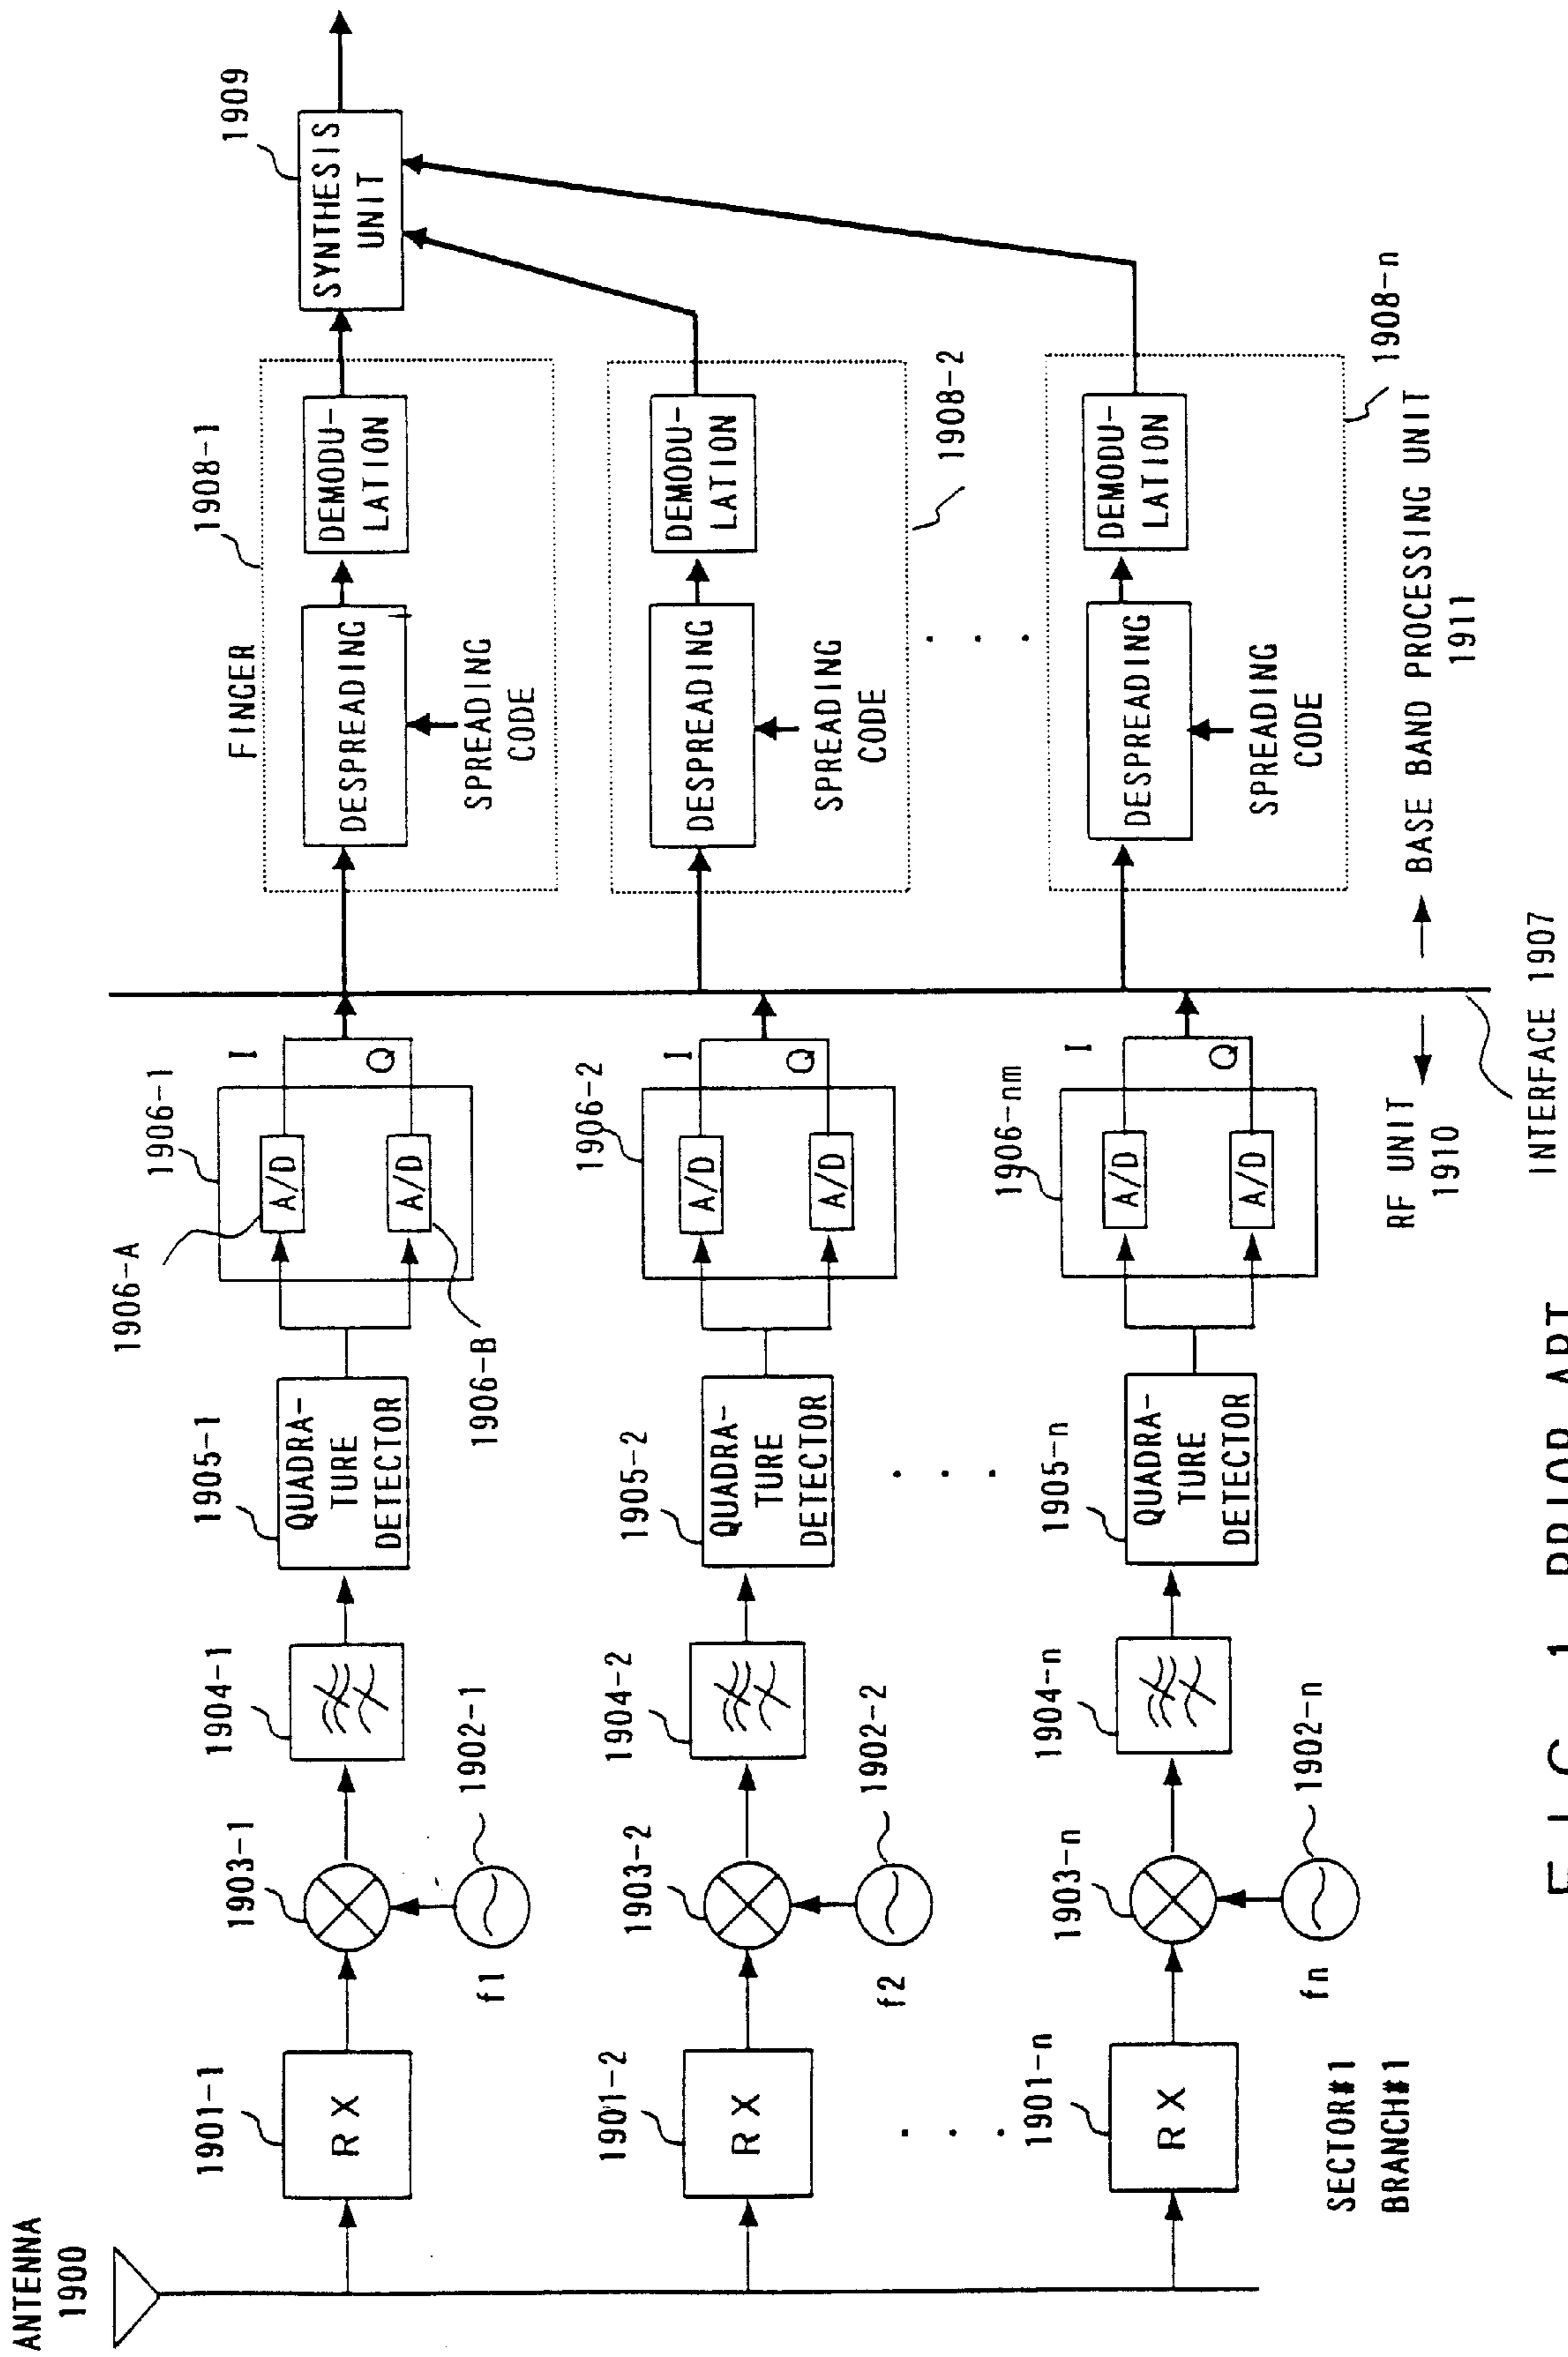 ANTENNA
1900
1901-1
RX
1903-1
f1
1902-1
1904-1
1905-1
QUADRA-
TURE
DETECTOR
1906-A
1906-B
1906-1
A/D
A/D
I
Q
FINGER
1908-1
DESPREADING
SPREADING
CODE
DEMODU-
LATION
1909
SYNTHESIS
UNIT
1901-2
RX
1903-2
f2
1902-2
1904-2
1905-2
QUADRA-
TURE
DETECTOR
1906-2
A/D
A/D
I
Q
DESPREADING
SPREADING
CODE
DEMODU-
LATION
1908-2
. . .
. . .
. . .
1901-n
RX
1903-n
fn
1902-n
1904-n
1905-n
QUADRA-
TURE
DETECTOR
1906-nm
A/D
A/D
I
Q
DESPREADING
SPREADING
CODE
DEMODU-
LATION
1908-n
SECTOR#1
BRANCH#1
RF UNIT
1910
BASE BAND PROCESSING UNIT
1911
INTERFACE 1907
FIG. 1 PRIOR ART